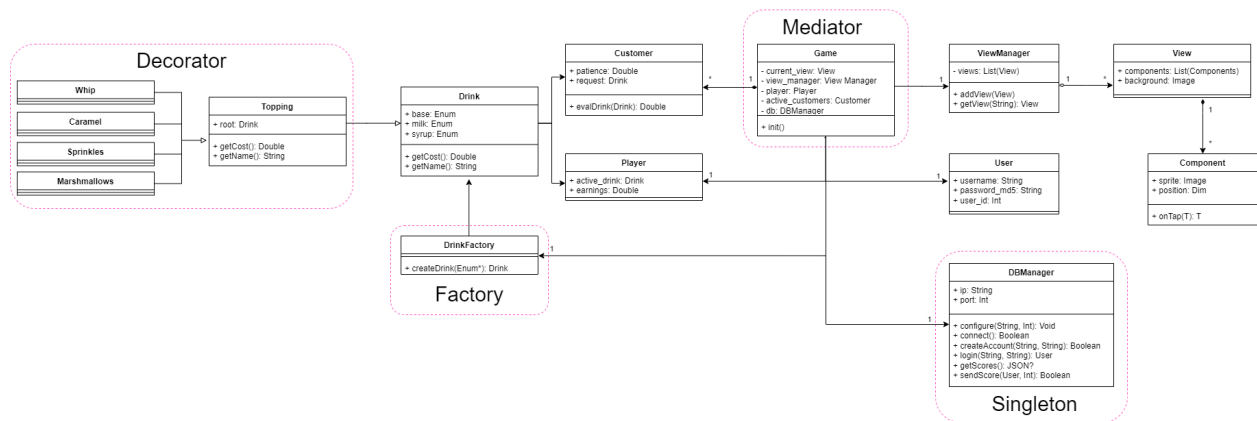 Decorator
Whip
Caramel
Sprinkles
Marshmallows
Topping
+ root: Drink
+ getCost(): Double
+ getName(): String
Drink
+ base: Enum
+ milk: Enum
+ syrup: Enum
+ getCost(): Double
+ getName(): String
DrinkFactory
+ createDrink(Enum*): Drink
Factory
Customer
+ patience: Double
+ request: Drink
+ evalDrink(Drink): Double
*
1
Player
+ active_drink: Drink
+ earnings: Double
1
1
Mediator
Game
- current_view: View
- view_manager: View Manager
- player: Player
- active_customers: Customer
- db: DBManager
+ init()
1
1
1
ViewManager
- views: List(View)
+ addView(View)
+ getView(String): View
1
*
View
+ components: List(Components)
+ background: Image
1
*
Component
+ sprite: Image
+ position: Dim
+ onTap(T): T
User
+ username: String
+ password_md5: String
+ user_id: Int
DBManager
+ ip: String
+ port: Int
+ configure(String, Int): Void
+ connect(): Boolean
+ createAccount(String, String): Boolean
+ login(String, String): User
+ getScores(): JSON?
+ sendScore(User, Int): Boolean
Singleton